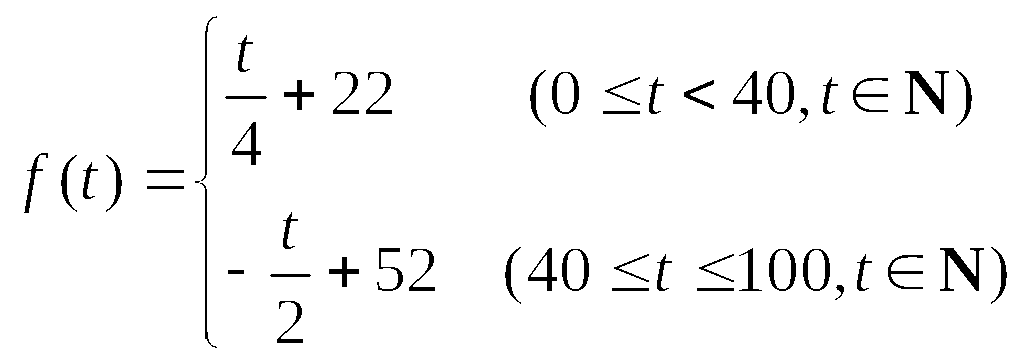 f(t) = { t/4 + 22 (0 ≤ t < 40, t ∈ N)
- t/2 + 52 (40 ≤ t ≤ 100, t ∈ N)